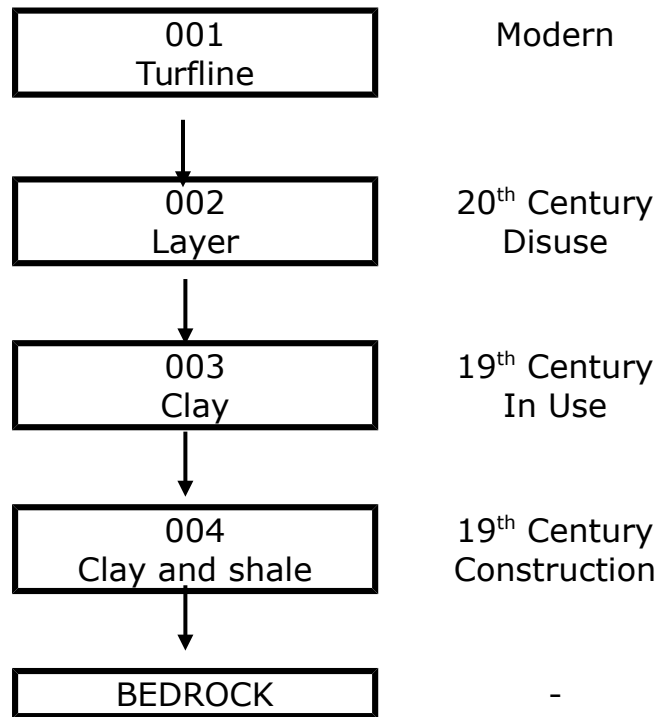 001
Turfline
Modern
002
Layer
20th Century
Disuse
003
Clay
19th Century
In Use
004
Clay and shale
19th Century
Construction
BEDROCK
-